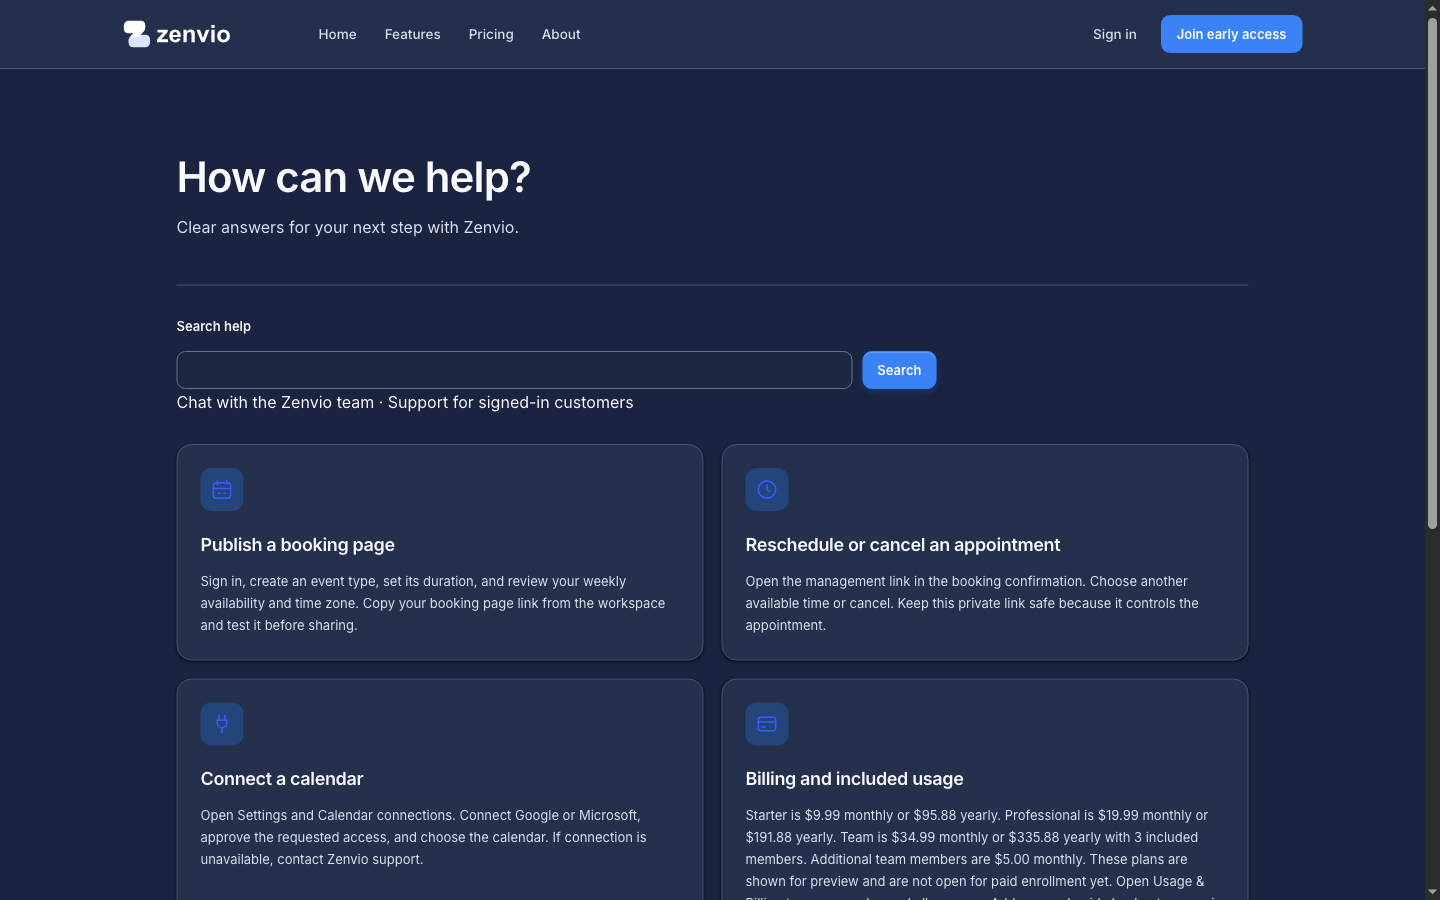 zenvio
Home
Features
Pricing
About
Sign in
Join early access
How can we help?
Clear answers for your next step with Zenvio.
Search help
Search
Chat with the Zenvio team · Support for signed-in customers
Publish a booking page
Sign in, create an event type, set its duration, and review your weekly
availability and time zone. Copy your booking page link from the workspace
and test it before sharing.
Reschedule or cancel an appointment
Open the management link in the booking confirmation. Choose another
available time or cancel. Keep this private link safe because it controls the
appointment.
Connect a calendar
Open Settings and Calendar connections. Connect Google or Microsoft,
approve the requested access, and choose the calendar. If connection is
unavailable, contact Zenvio support.
Billing and included usage
Starter is $9.99 monthly or $95.88 yearly. Professional is $19.99 monthly or
$191.88 yearly. Team is $34.99 monthly or $335.88 yearly with 3 included
members. Additional team members are $5.00 monthly. These plans are
shown for preview and are not open for paid enrollment yet. Open Usage &